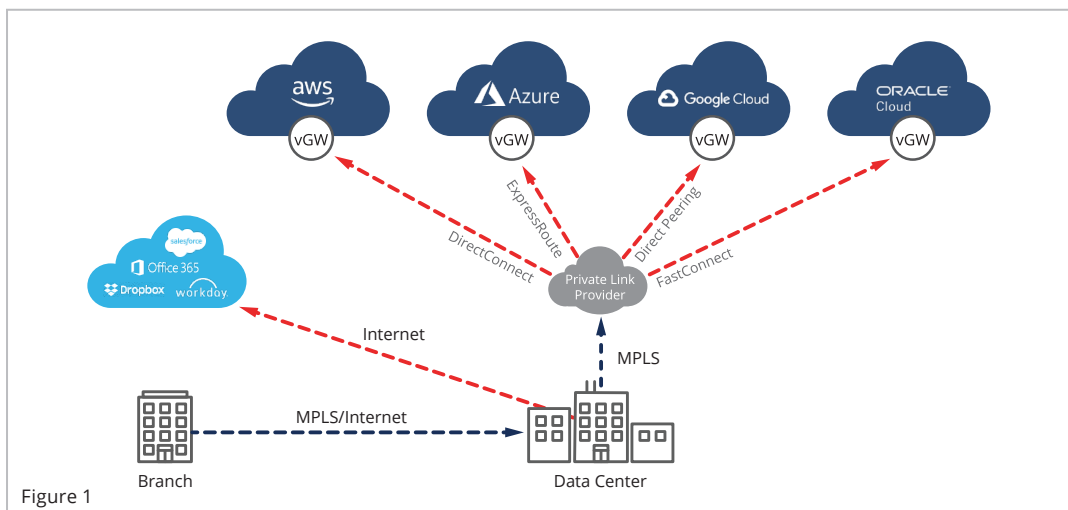 aws
Azure
Google Cloud
ORACLE
Cloud
vGW
vGW
vGW
vGW
DirectConnect
ExpressRoute
Direct Peering
FastConnect
Private Link
Provider
salesforce
Office 365
Dropbox
workday
Internet
MPLS
MPLS/Internet
Branch
Data Center
Figure 1